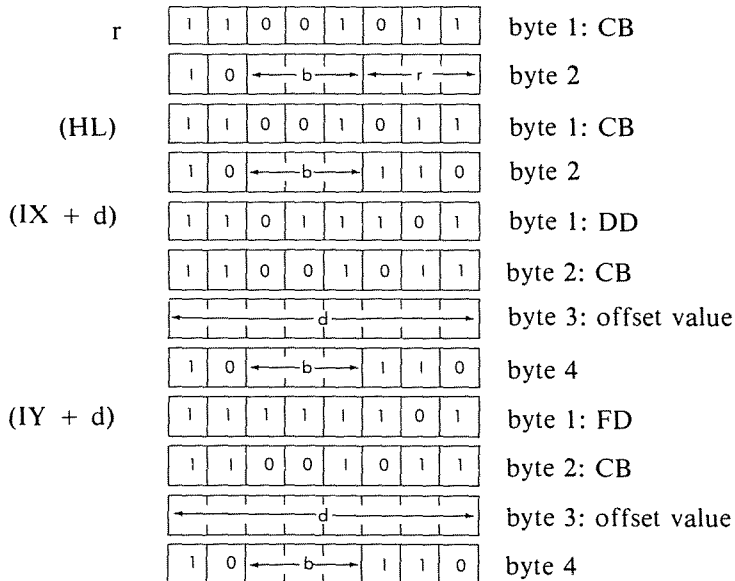 r 1 1 0 0 1 0 1 1 byte 1: CB
1 0 b r byte 2
(HL) 1 1 0 0 1 0 1 1 byte 1: CB
1 0 b 1 1 0 byte 2
(IX + d) 1 1 0 1 1 1 0 1 byte 1: DD
1 1 0 0 1 0 1 1 byte 2: CB
d byte 3: offset value
1 0 b 1 1 0 byte 4
(IY + d) 1 1 1 1 1 1 0 1 byte 1: FD
1 1 0 0 1 0 1 1 byte 2: CB
d byte 3: offset value
1 0 b 1 1 0 byte 4